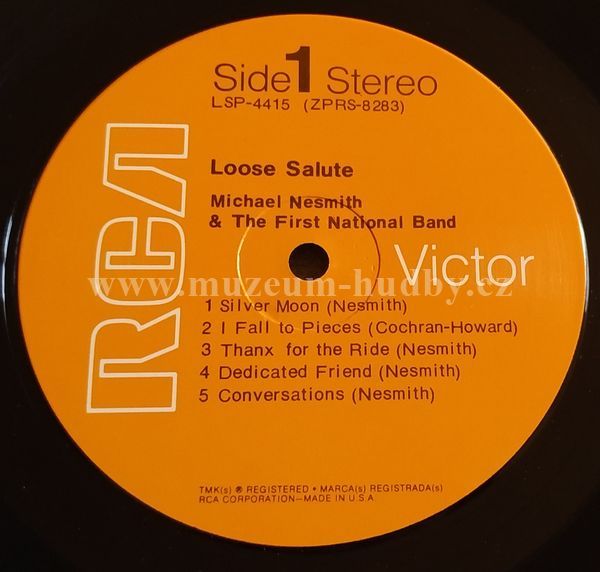 Side 1 Stereo
LSP-4415 (ZPRS-8283)
RCA
Loose Salute
Michael Nesmith
& The First National Band
Victor
www.muzeum-hudby.cz
1 Silver Moon (Nesmith)
2 I Fall to Pieces (Cochran-Howard)
3 Thanx for the Ride (Nesmith)
4 Dedicated Friend (Nesmith)
5 Conversations (Nesmith)
TMK(s) ® REGISTERED • MARCA(s) REGISTRADA(s)
RCA CORPORATION—MADE IN U.S.A